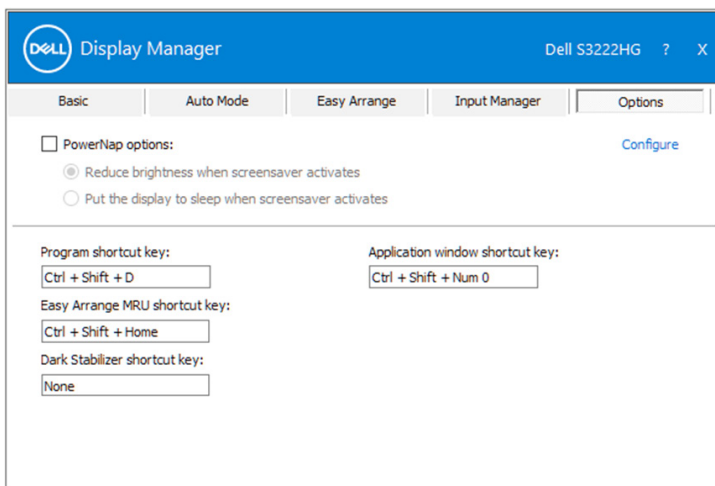 DELL Display Manager
Dell S3222HG ? X
Basic Auto Mode Easy Arrange Input Manager Options
PowerNap options:
Configure
Reduce brightness when screensaver activates
Put the display to sleep when screensaver activates
Program shortcut key:
Ctrl + Shift + D
Application window shortcut key:
Ctrl + Shift + Num 0
Easy Arrange MRU shortcut key:
Ctrl + Shift + Home
Dark Stabilizer shortcut key:
None